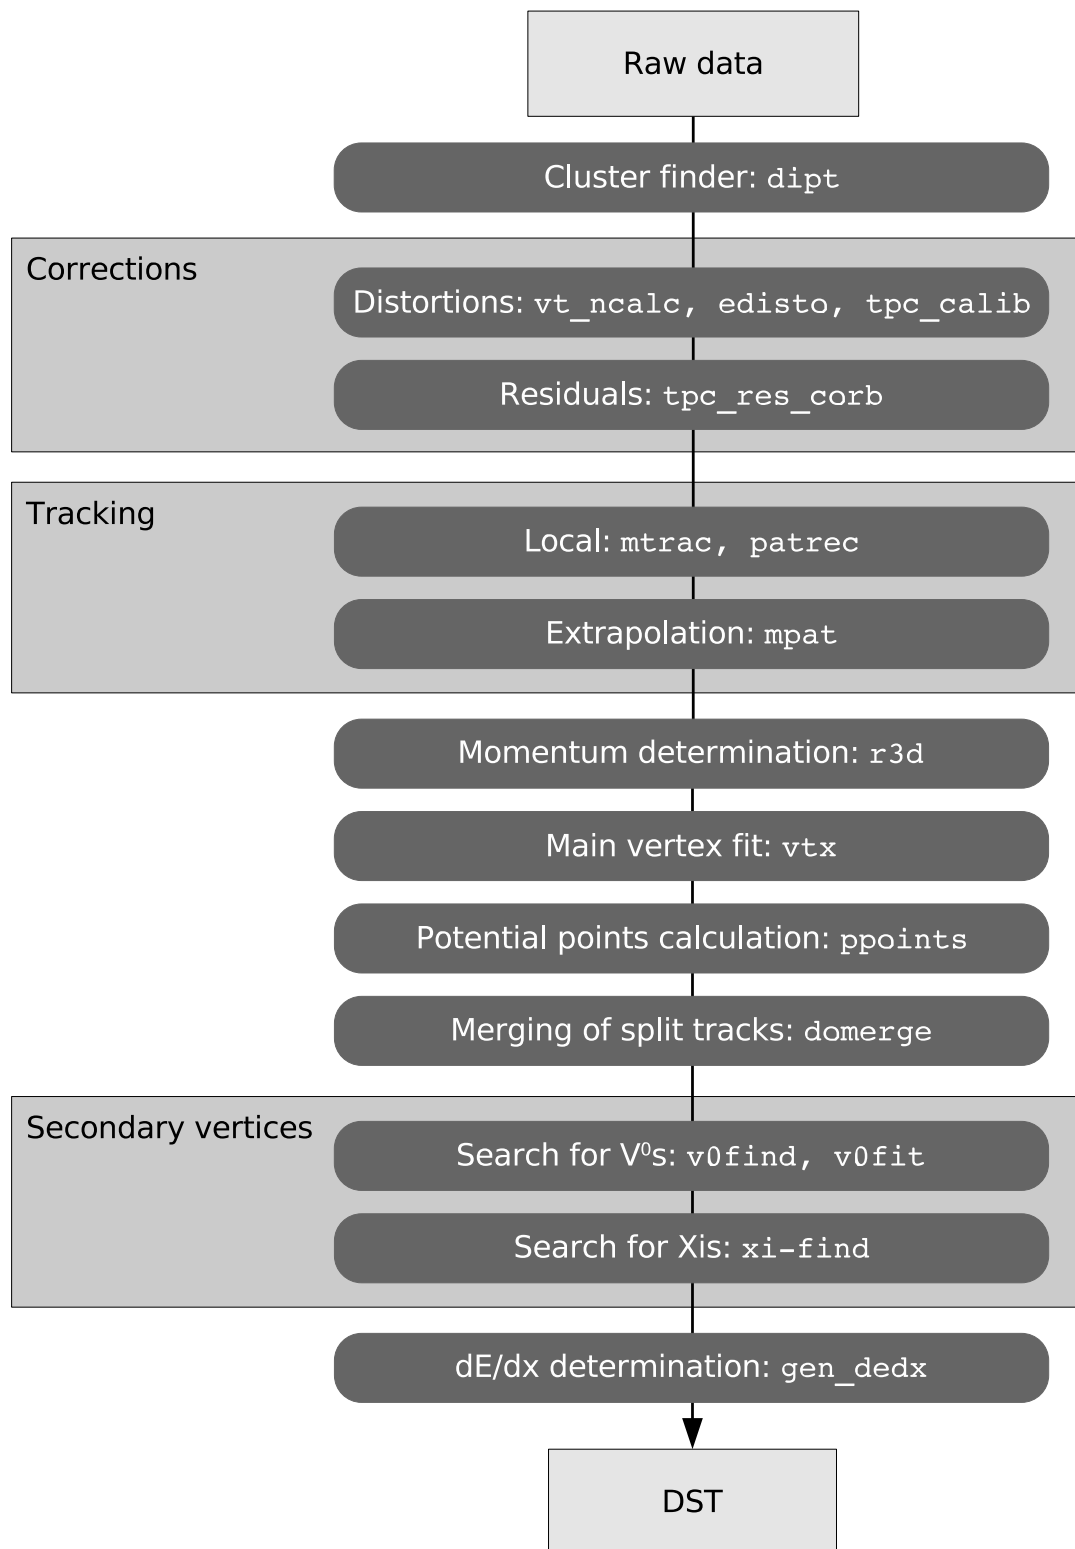 Raw data
Cluster finder: dipt
Corrections
Distortions: vt_ncalc, edisto, tpc_calib
Residuals: tpc_res_corb
Tracking
Local: mtrac, patrec
Extrapolation: mpat
Momentum determination: r3d
Main vertex fit: vtx
Potential points calculation: ppoints
Merging of split tracks: domerge
Secondary vertices
Search for V⁰s: v0find, v0fit
Search for Xis: xi-find
dE/dx determination: gen_dedx
DST